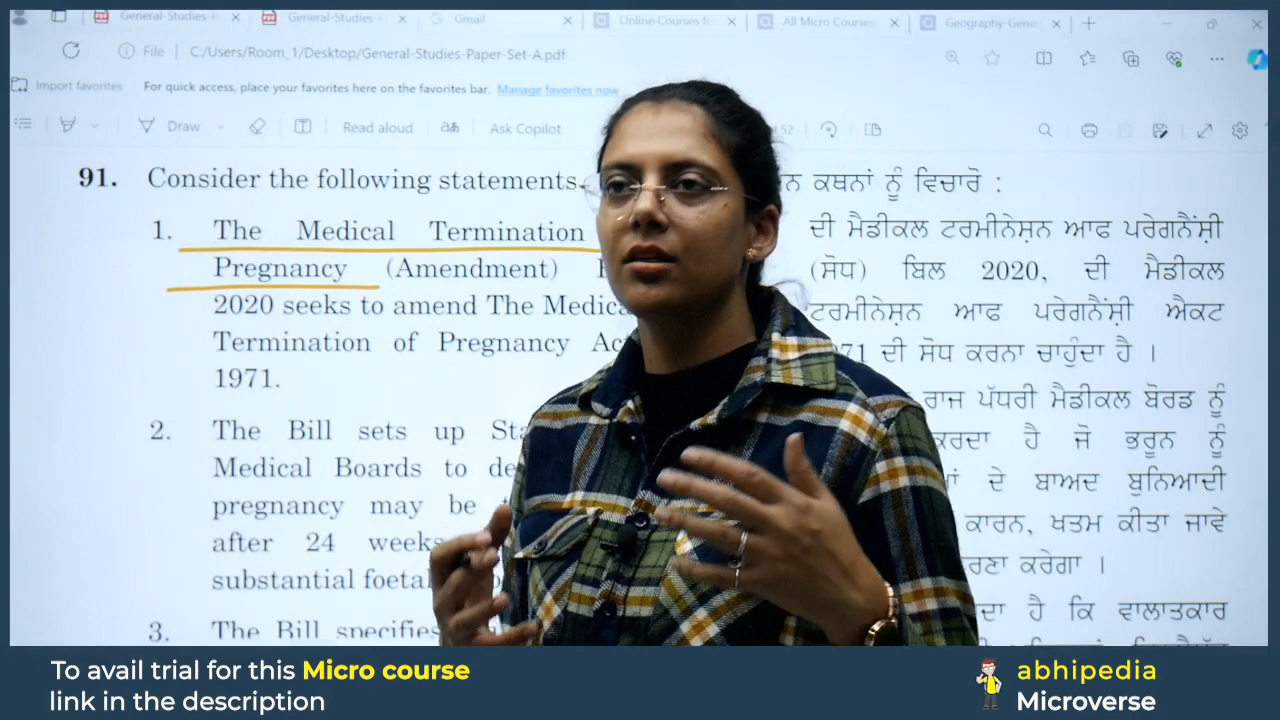 General-Studies-P
General-Studies-
Gmail
Online Courses fo
All Micro Courses
Geography-Gene
File
C:/Users/Room_1/Desktop/General-Studies-Paper-Set-A.pdf
Import favorites
For quick access, place your favorites here on the favorites bar. Manage favorites now
Draw
Read aloud
Ask Copilot
of 52
91. Consider the following statements
1. The Medical Termination
Pregnancy (Amendment)
2020 seeks to amend The Medica
Termination of Pregnancy Ac
1971.
2. The Bill sets up Sta
Medical Boards to de
pregnancy may be
after 24 weeks
substantial foetal
3. The Bill specifies
ਨ ਕਥਨਾਂ ਨੂੰ ਵਿਚਾਰੋ :
ਦੀ ਮੈਡੀਕਲ ਟਰਮੀਨੇਸ਼ਨ ਆਫ ਪਰੇਗਨੈਂਸੀ
(ਸੋਧ) ਬਿਲ 2020, ਦੀ ਮੈਡੀਕਲ
ਟਰਮੀਨੇਸ਼ਨ ਆਫ ਪਰੇਗਨੈਂਸੀ ਐਕਟ
71 ਦੀ ਸੋਧ ਕਰਨਾ ਚਾਹੁੰਦਾ ਹੈ ।
ਰਾਜ ਪੱਧਰੀ ਮੈਡੀਕਲ ਬੋਰਡ ਨੂੰ
ਕਰਦਾ ਹੈ ਜੋ ਭਰੂਨ ਨੂੰ
ਾਂ ਦੇ ਬਾਅਦ ਬੁਨਿਆਦੀ
ਕਾਰਨ, ਖਤਮ ਕੀਤਾ ਜਾਵੇ
ਰਣਾ ਕਰੇਗਾ ।
ਦਾ ਹੈ ਕਿ ਵਾਲਾਤਕਾਰ
To avail trial for this Micro course
link in the description
abhipedia
Microverse